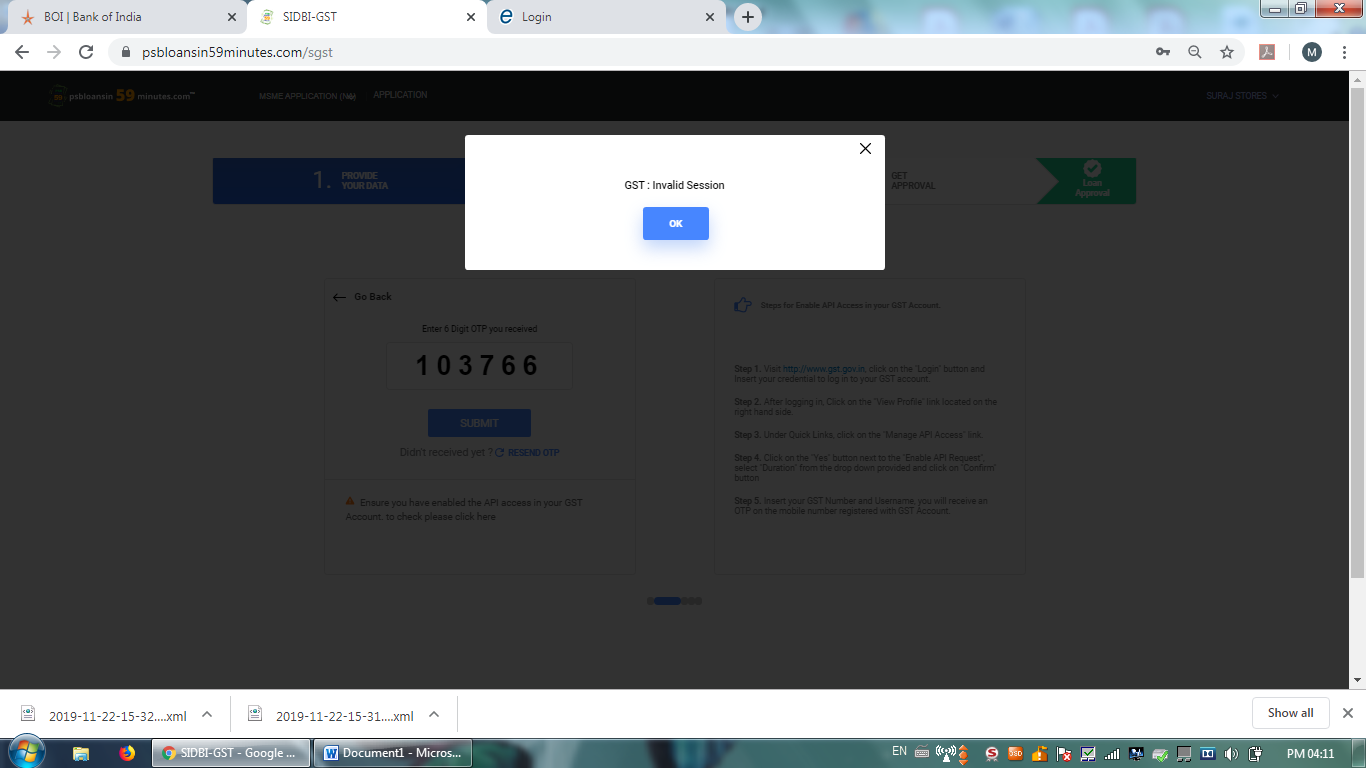 BOI | Bank of India
SIDBI-GST
Login
psbloansin59minutes.com/sgst
M
psbloansin 59 minutes.com
MSME APPLICATION
APPLICATION
SURAJ STORES
GST : Invalid Session
OK
1. PROVIDE
YOUR DATA
GET
APPROVAL
Loan
Approval
Go Back
Enter 6 Digit OTP you received
103766
SUBMIT
Didn't received yet ? RESEND OTP
Ensure you have enabled the API access in your GST
Account. to check please click here
Steps for Enable API Access in your GST Account.
Step 1. Visit http://www.gst.gov.in, click on the "Login" button and
Insert your credential to log in to your GST account.
Step 2. After logging in, Click on the "View Profile" link located on the
right hand side.
Step 3. Under Quick Links, click on the "Manage API Access" link.
Step 4. Click on the "Yes" button next to the "Enable API Request",
select "Duration" from the drop down provided and click on "Confirm"
button
Step 5. Insert your GST Number and Username, you will receive an
OTP on the mobile number registered with GST Account.
2019-11-22-15-32....xml
2019-11-22-15-31....xml
Show all
SIDBI-GST - Google ...
Document1 - Micros...
EN
PM 04:11